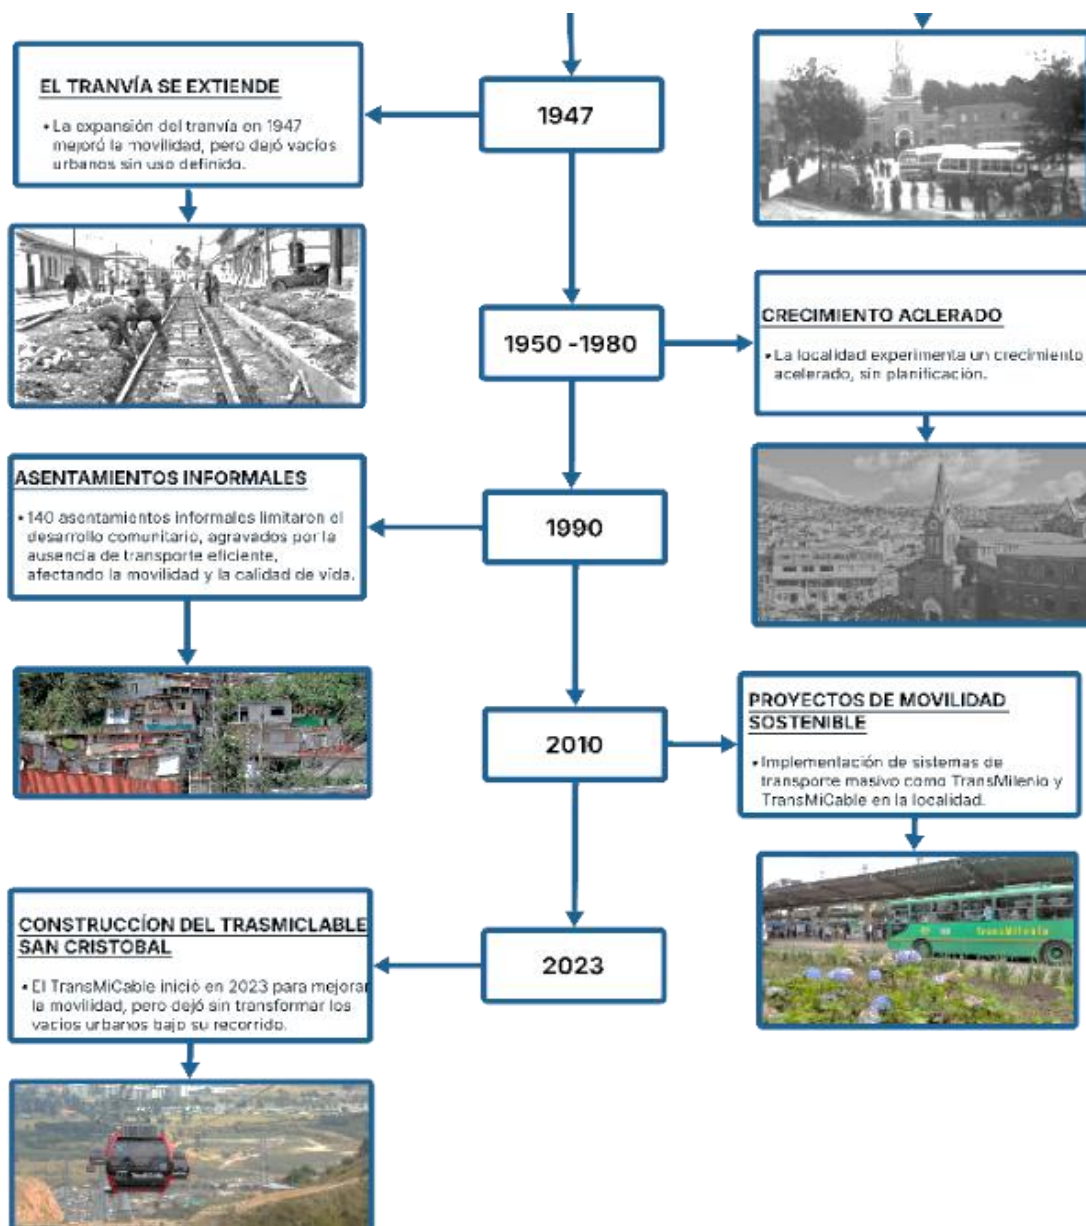 EL TRANVÍA SE EXTIENDE
• La expansión del tranvía en 1947
mejoró la movilidad, pero dejó vacíos
urbanos sin uso definido.
1947
1950 -1980
CRECIMIENTO ACLERADO
• La localidad experimenta un crecimiento
acelerado, sin planificación.
ASENTAMIENTOS INFORMALES
• 140 asentamientos informales limitaron el
desarrollo comunitario, agravados por la
ausencia de transporte eficiente,
afectando la movilidad y la calidad de vida.
1990
2010
PROYECTOS DE MOVILIDAD
SOSTENIBLE
• Implementación de sistemas de
transporte masivo como TransMilenio y
TransMiCable en la localidad.
TransMilenio
CONSTRUCCÍON DEL TRASMICLABLE
SAN CRISTOBAL
• El TransMiCable inició en 2023 para mejorar
la movilidad, pero dejó sin transformar los
vacíos urbanos bajo su recorrido.
2023